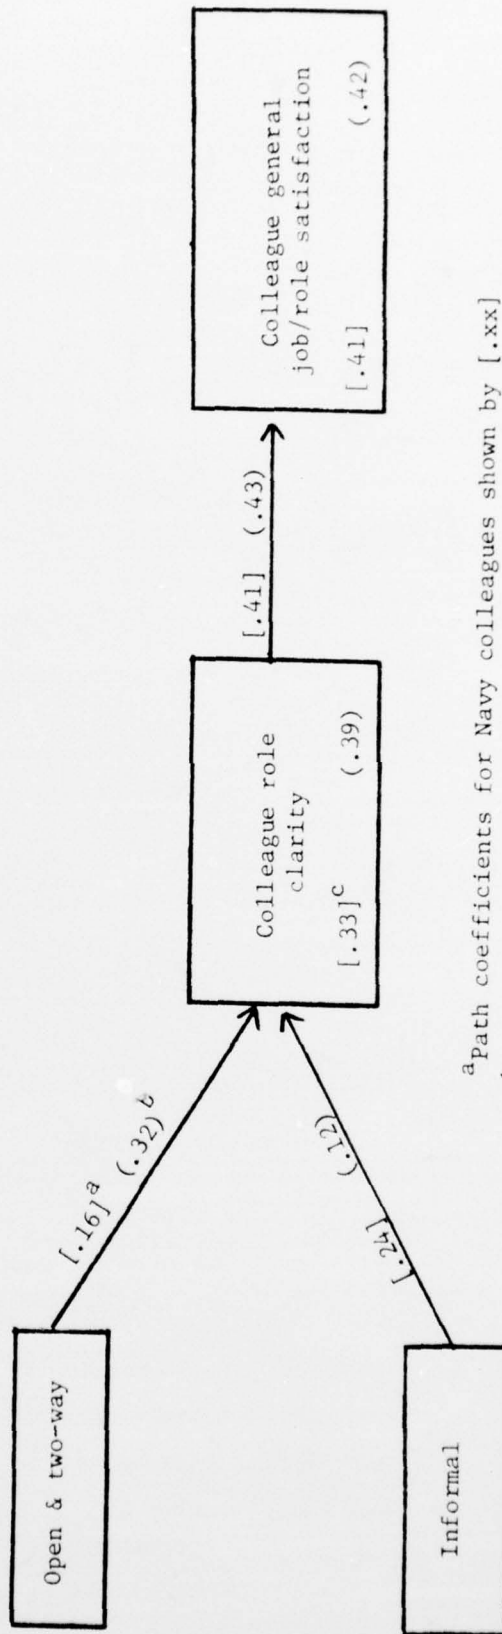 Open & two-way
[.16]a (.32)b
Informal
[.24] (.12)
Colleague role
clarity
[.33]c (.39)
[.41] (.43)
Colleague general
job/role satisfaction
[.41] (.42)
aPath coefficients for Navy colleagues shown by [.xx]